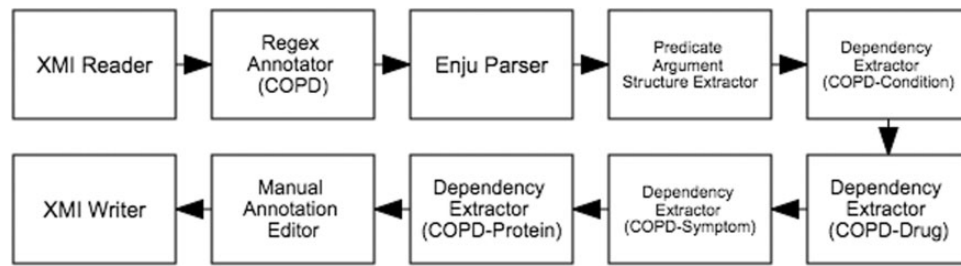 XMI Reader
Regex
Annotator
(COPD)
Enju Parser
Predicate
Argument
Structure Extractor
Dependency
Extractor
(COPD-Condition)
XMI Writer
Manual
Annotation
Editor
Dependency
Extractor
(COPD-Protein)
Dependency
Extractor
(COPD-Symptom)
Dependency
Extractor
(COPD-Drug)